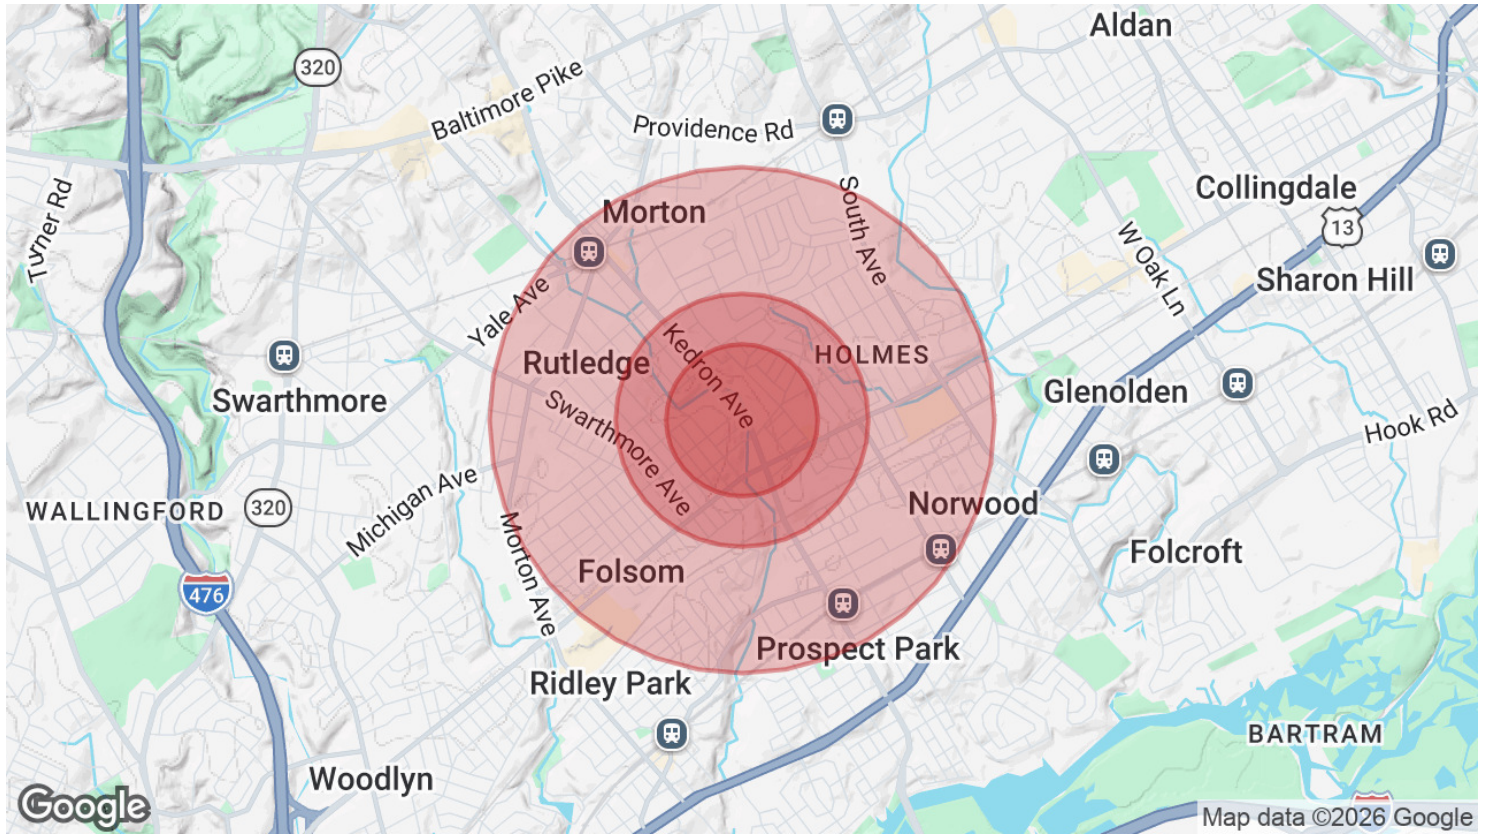 Aldan
320
Baltimore Pike
Providence Rd
Turner Rd
Collingdale
Morton
South Ave
W Oak Ln
13
Sharon Hill
Yale Ave
Kedron Ave
HOLMES
Rutledge
Swarthmore
Glenolden
Swarthmore Ave
Hook Rd
Michigan Ave
WALLINGFORD
320
Norwood
Morton Ave
Folcroft
Folsom
476
Prospect Park
Ridley Park
BARTRAM
Woodlyn
Google
Map data ©2026 Google